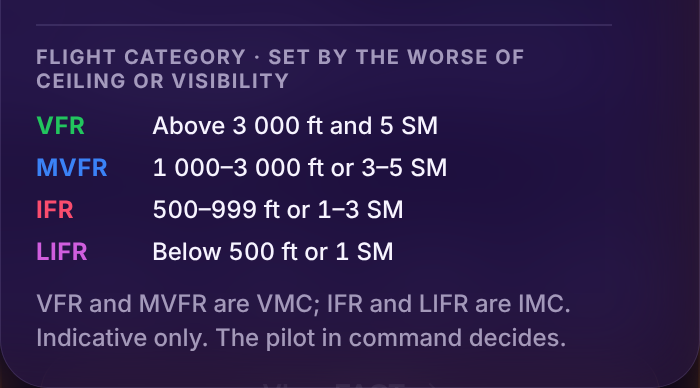 FLIGHT CATEGORY · SET BY THE WORSE OF
CEILING OR VISIBILITY
VFR Above 3 000 ft and 5 SM
MVFR 1 000–3 000 ft or 3–5 SM
IFR 500–999 ft or 1–3 SM
LIFR Below 500 ft or 1 SM
VFR and MVFR are VMC; IFR and LIFR are IMC.
Indicative only. The pilot in command decides.